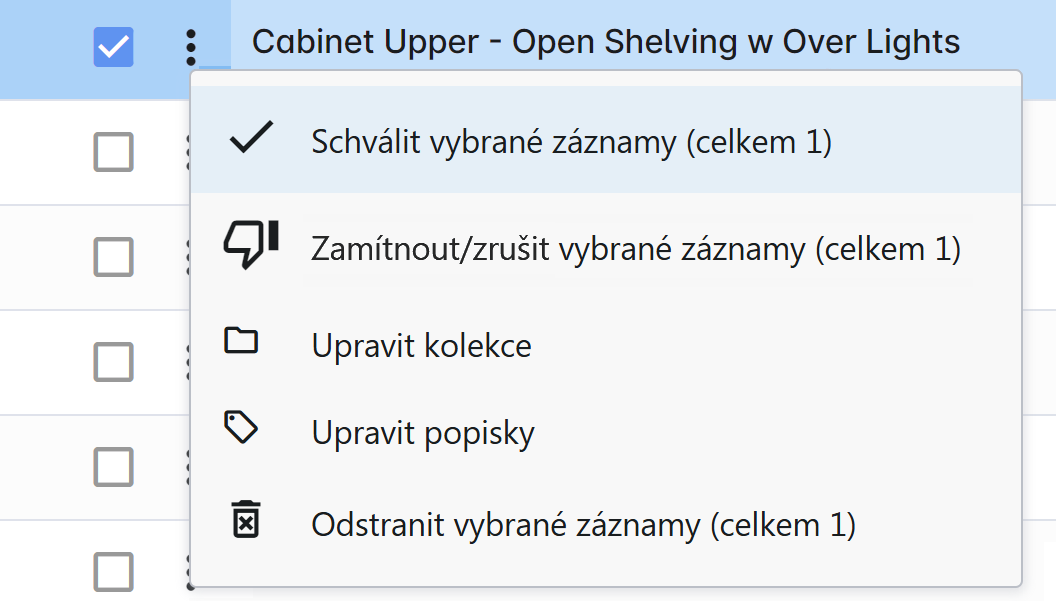 Cabinet Upper - Open Shelving w Over Lights
Schválit vybrané záznamy (celkem 1)
Zamítnout/zrušit vybrané záznamy (celkem 1)
Upravit kolekce
Upravit popisky
Odstranit vybrané záznamy (celkem 1)